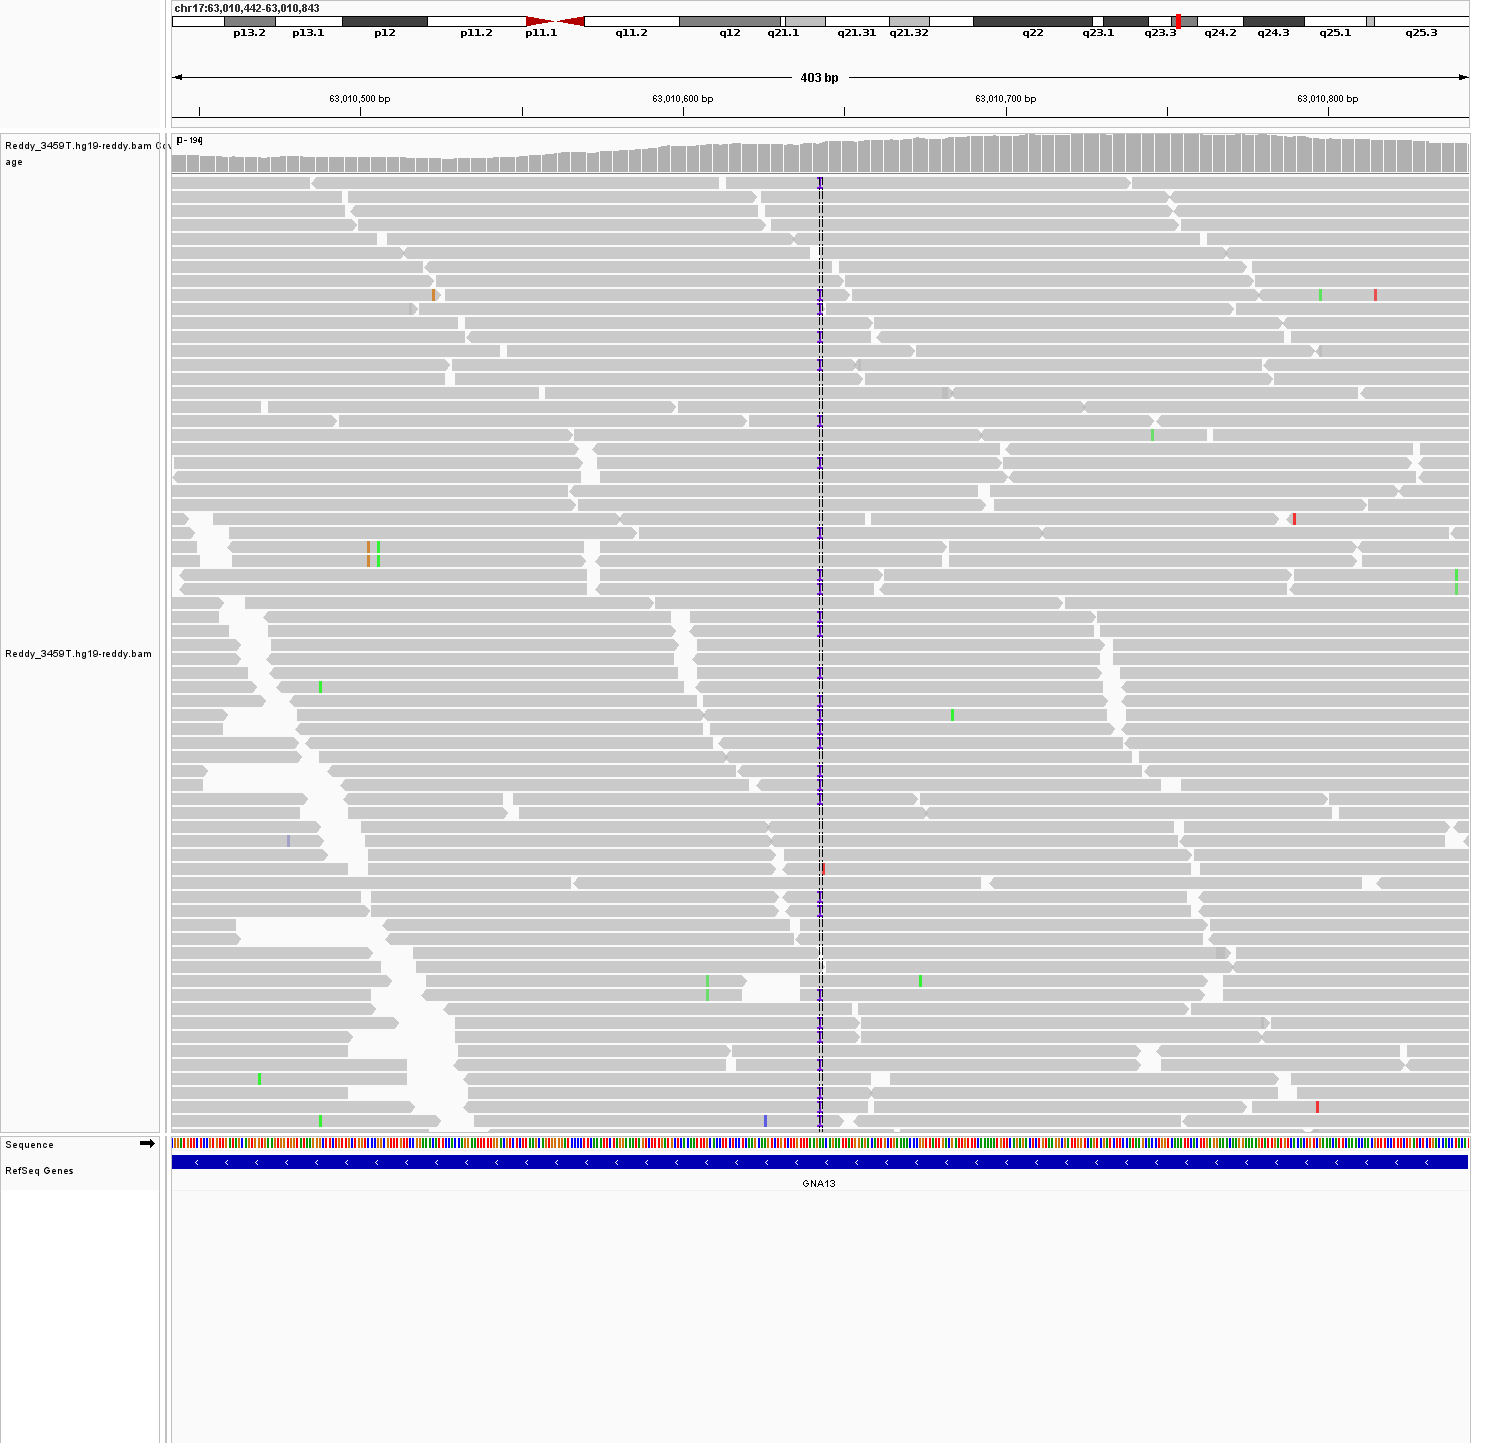 chr17:63,010,442-63,010,843
p13.2 p13.1 p12 p11.2 p11.1 q11.2 q12 q21.1 q21.31 q21.32 q22 q23.1 q23.3 q24.2 q24.3 q25.1 q25.3
403 bp
63,010,500 bp 63,010,600 bp 63,010,700 bp 63,010,800 bp
[0 - 194]
Reddy_3459T.hg19-reddy.bam Cov
age
Reddy_3459T.hg19-reddy.bam
Sequence
RefSeq Genes
GNA13